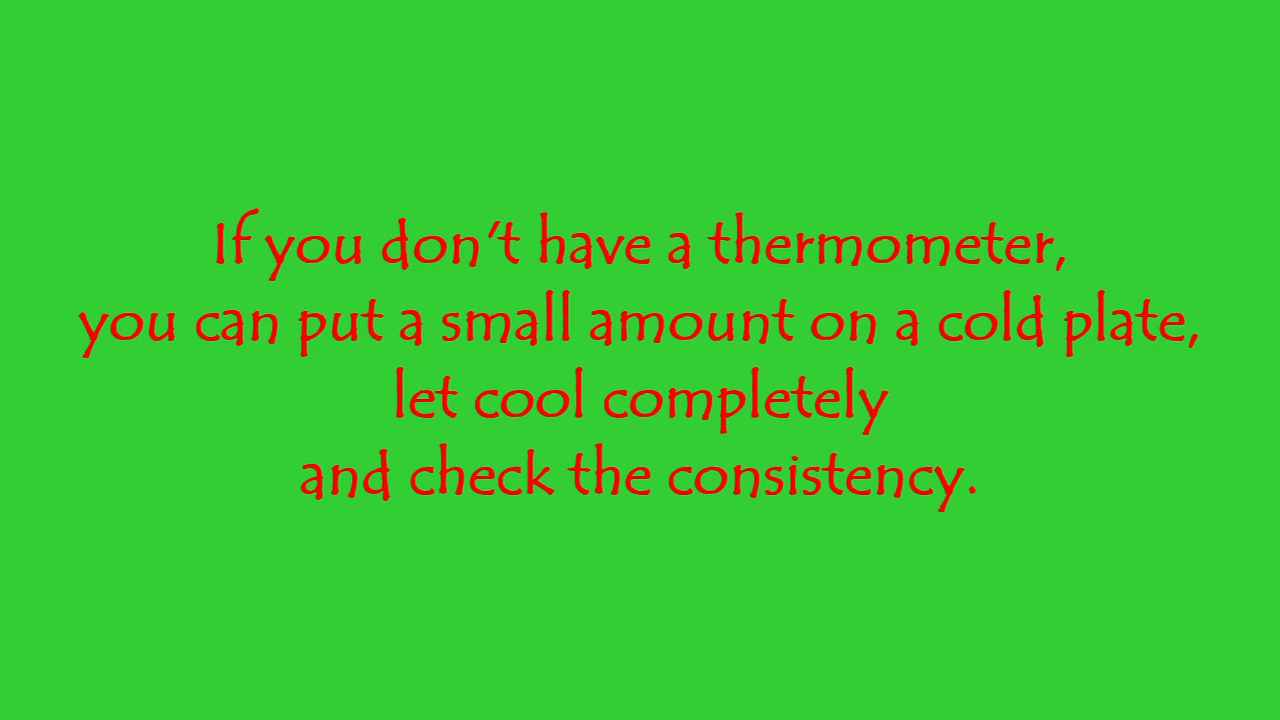 If you don't have a thermometer,
you can put a small amount on a cold plate,
let cool completely
and check the consistency.